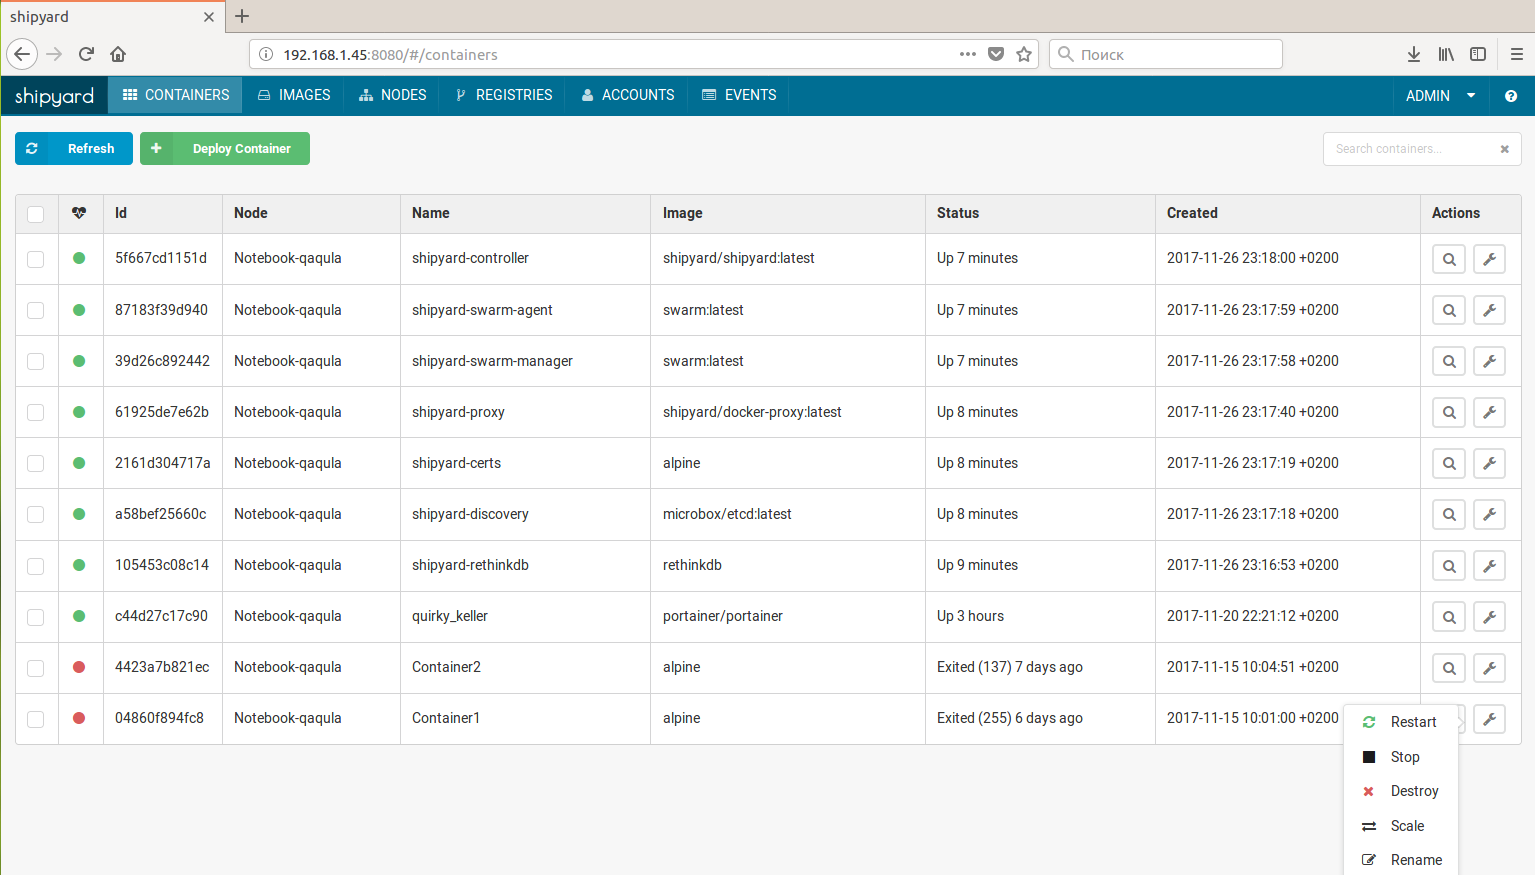 shipyard
192.168.1.45:8080/#/containers
Поиск
shipyard CONTAINERS IMAGES NODES REGISTRIES ACCOUNTS EVENTS ADMIN
Refresh Deploy Container Search containers...
Id Node Name Image Status Created Actions
5f667cd1151d Notebook-qaqula shipyard-controller shipyard/shipyard:latest Up 7 minutes 2017-11-26 23:18:00 +0200
87183f39d940 Notebook-qaqula shipyard-swarm-agent swarm:latest Up 7 minutes 2017-11-26 23:17:59 +0200
39d26c892442 Notebook-qaqula shipyard-swarm-manager swarm:latest Up 7 minutes 2017-11-26 23:17:58 +0200
61925de7e62b Notebook-qaqula shipyard-proxy shipyard/docker-proxy:latest Up 8 minutes 2017-11-26 23:17:40 +0200
2161d304717a Notebook-qaqula shipyard-certs alpine Up 8 minutes 2017-11-26 23:17:19 +0200
a58bef25660c Notebook-qaqula shipyard-discovery microbox/etcd:latest Up 8 minutes 2017-11-26 23:17:18 +0200
105453c08c14 Notebook-qaqula shipyard-rethinkdb rethinkdb Up 9 minutes 2017-11-26 23:16:53 +0200
c44d27c17c90 Notebook-qaqula quirky_keller portainer/portainer Up 3 hours 2017-11-20 22:21:12 +0200
4423a7b821ec Notebook-qaqula Container2 alpine Exited (137) 7 days ago 2017-11-15 10:04:51 +0200
04860f894fc8 Notebook-qaqula Container1 alpine Exited (255) 6 days ago 2017-11-15 10:01:00 +0200
Restart
Stop
Destroy
Scale
Rename